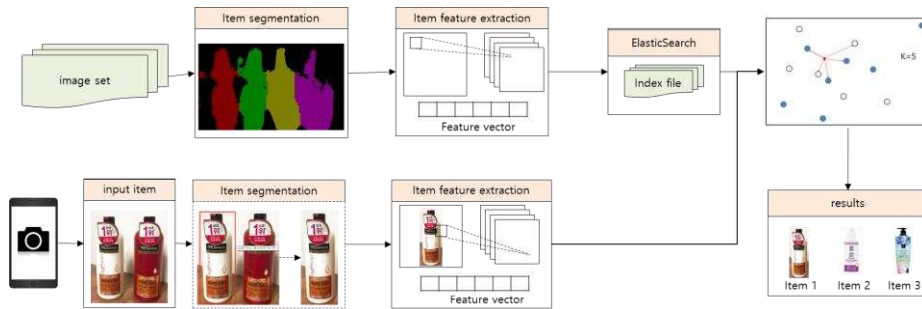 Item segmentation
Item feature extraction
image set
ElasticSearch
Index file
K=5
Feature vector
input item
Item segmentation
Item feature extraction
Feature vector
results
Item 1
Item 2
Item 3